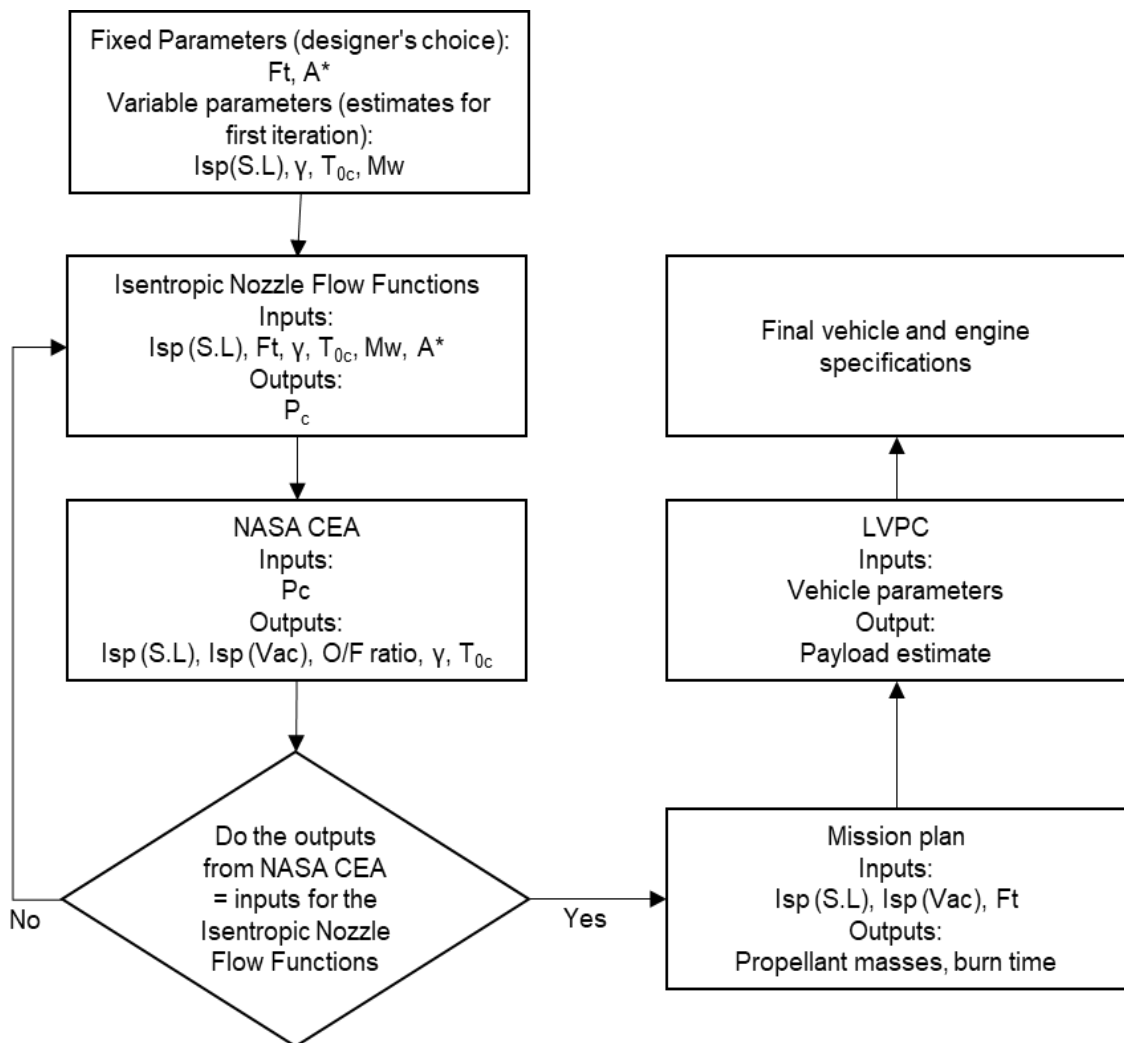 Fixed Parameters (designer's choice):
Ft, A*
Variable parameters (estimates for
first iteration):
Isp(S.L), γ, T₀c, Mw
Isentropic Nozzle Flow Functions
Inputs:
Isp (S.L), Ft, γ, T₀c, Mw, A*
Outputs:
Pc
NASA CEA
Inputs:
Pc
Outputs:
Isp (S.L), Isp (Vac), O/F ratio, γ, T₀c
Do the outputs
from NASA CEA
= inputs for the
Isentropic Nozzle
Flow Functions
No
Yes
Mission plan
Inputs:
Isp (S.L), Isp (Vac), Ft
Outputs:
Propellant masses, burn time
LVPC
Inputs:
Vehicle parameters
Output:
Payload estimate
Final vehicle and engine
specifications